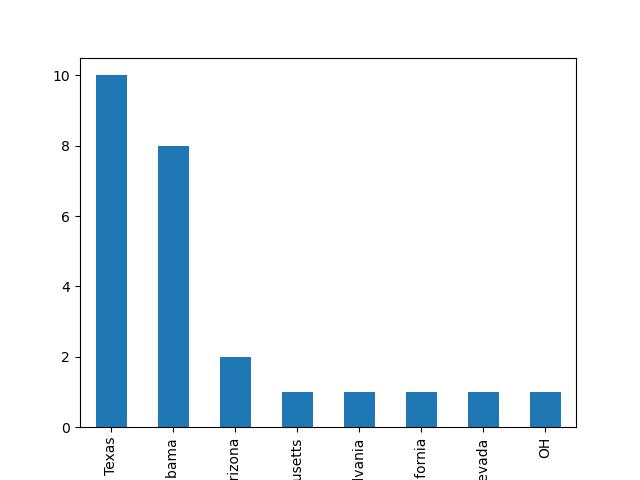 10
8
6
4
2
0
Texas
bama
rizona
usetts
lvania
fornia
evada
OH